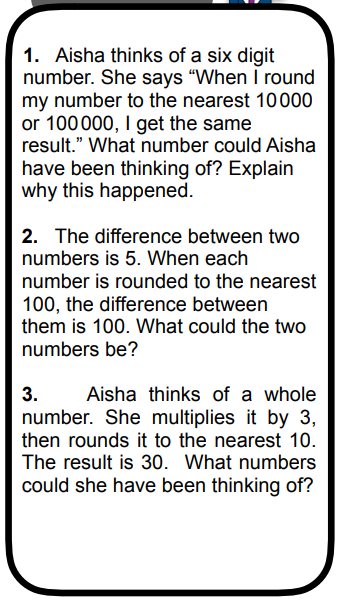 1. Aisha thinks of a six digit
number. She says “When I round
my number to the nearest 10 000
or 100 000, I get the same
result.” What number could Aisha
have been thinking of? Explain
why this happened.
2. The difference between two
numbers is 5. When each
number is rounded to the nearest
100, the difference between
them is 100. What could the two
numbers be?
3. Aisha thinks of a whole
number. She multiplies it by 3,
then rounds it to the nearest 10.
The result is 30. What numbers
could she have been thinking of?